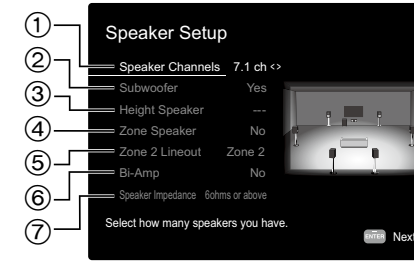 Speaker Setup
① Speaker Channels 7.1 ch <>
② Subwoofer Yes
③ Height Speaker ---
④ Zone Speaker No
⑤ Zone 2 Lineout Zone 2
⑥ Bi-Amp No
⑦ Speaker Impedance 6ohms or above
Select how many speakers you have.
ENTER Next